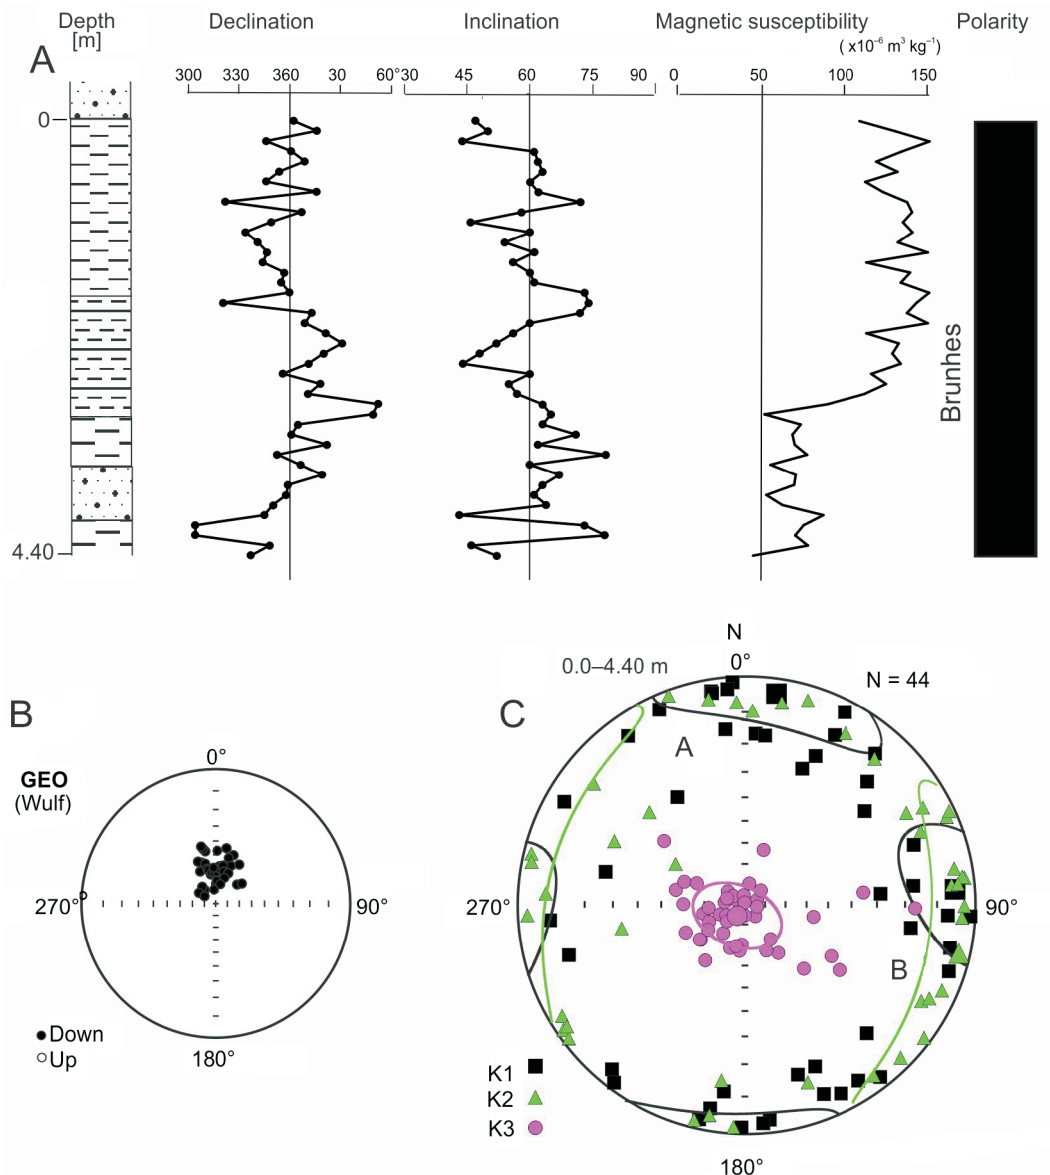 Depth
[m]
Declination
Inclination
Magnetic susceptibility
( x10⁻⁶ m³ kg⁻¹)
Polarity
A
300 330 360 30 60°
30 45 60 75 90
0 50 100 150
0
4.40
Brunhes
B
GEO
(Wulf)
0°
270°
90°
180°
Down
Up
C
0.0–4.40 m
N
0°
N = 44
A
B
270°
90°
K1
K2
K3
180°